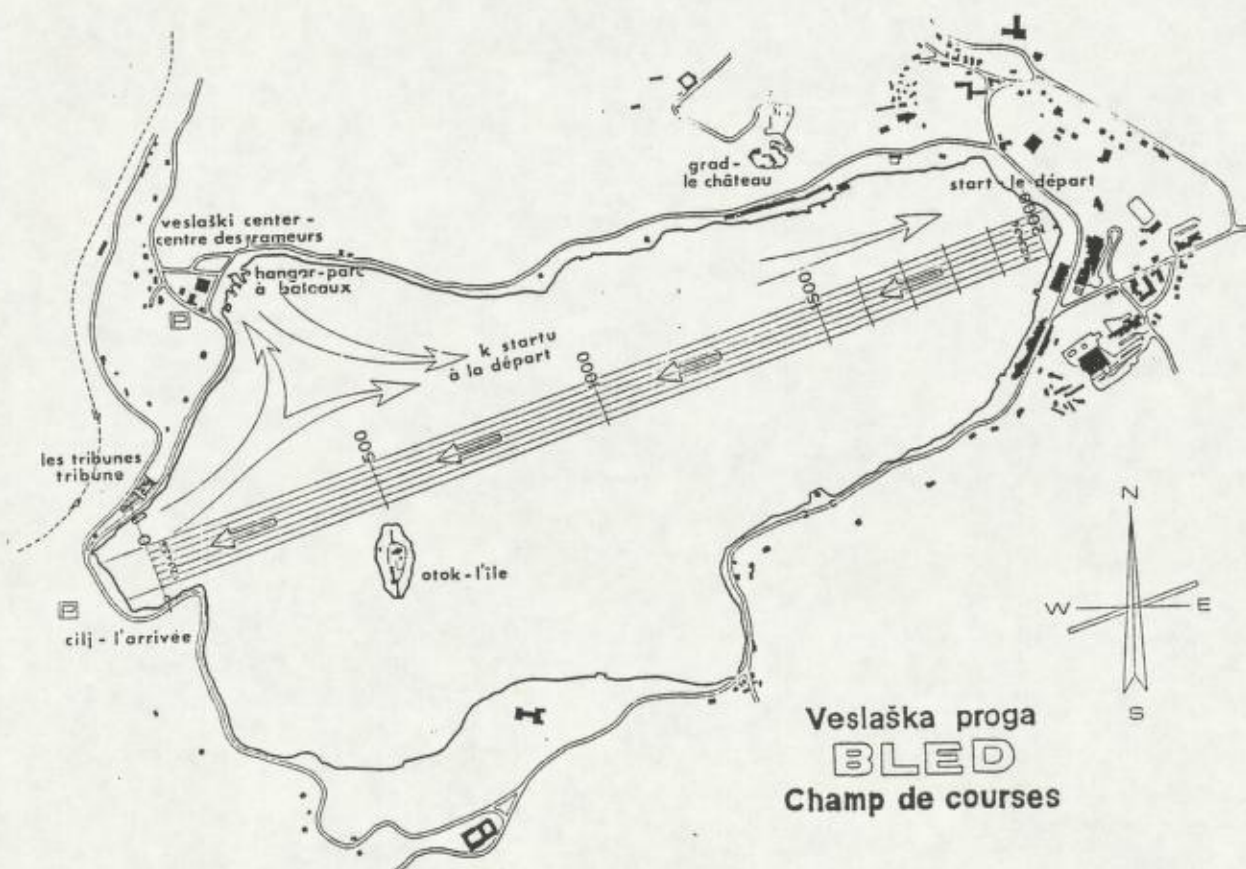 grad-
le château
start-le départ
2000
veslaški center-
centre des rameurs
hangar-parc
à bateaux
P
1500
k startu
à la départ
1000
500
les tribunes
tribune
otok-l'île
P
cilj-l'arrivée
N
W
E
S
Veslaška proga
BLED
Champ de courses